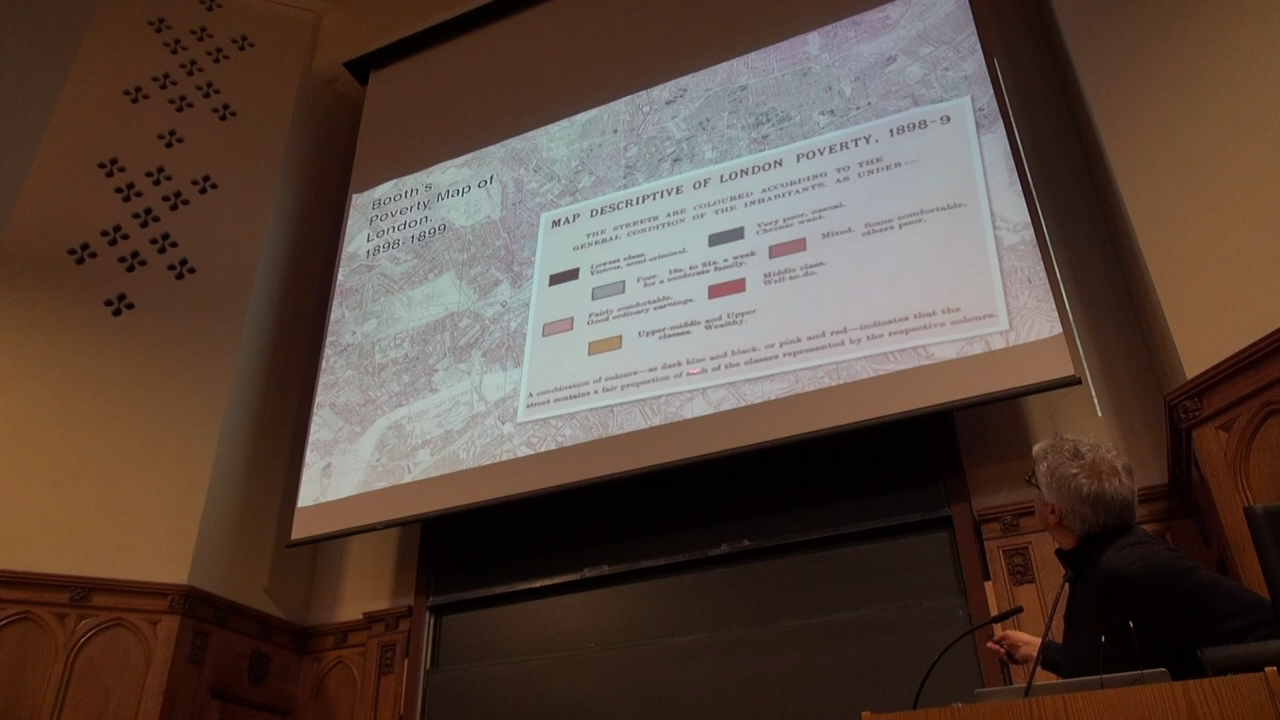 Booth's
Poverty Map of
London.
1898-1899
MAP DESCRIPTIVE OF LONDON POVERTY, 1898-9
THE STREETS ARE COLOURED ACCORDING TO THE
GENERAL CONDITION OF THE INHABITANTS, AS UNDER:—
Lowest class.
Vicious, semi-criminal.
Very poor, casual.
Chronic want.
Poor. 18s. to 21s. a week
for a moderate family.
Mixed. Some comfortable,
others poor.
Fairly comfortable.
Good ordinary earnings.
Middle class.
Well-to-do.
Upper-middle and Upper
classes. Wealthy.
A combination of colours—as dark blue and black, or pink and red—indicates that the
street contains a fair proportion of each of the classes represented by the respective colours.